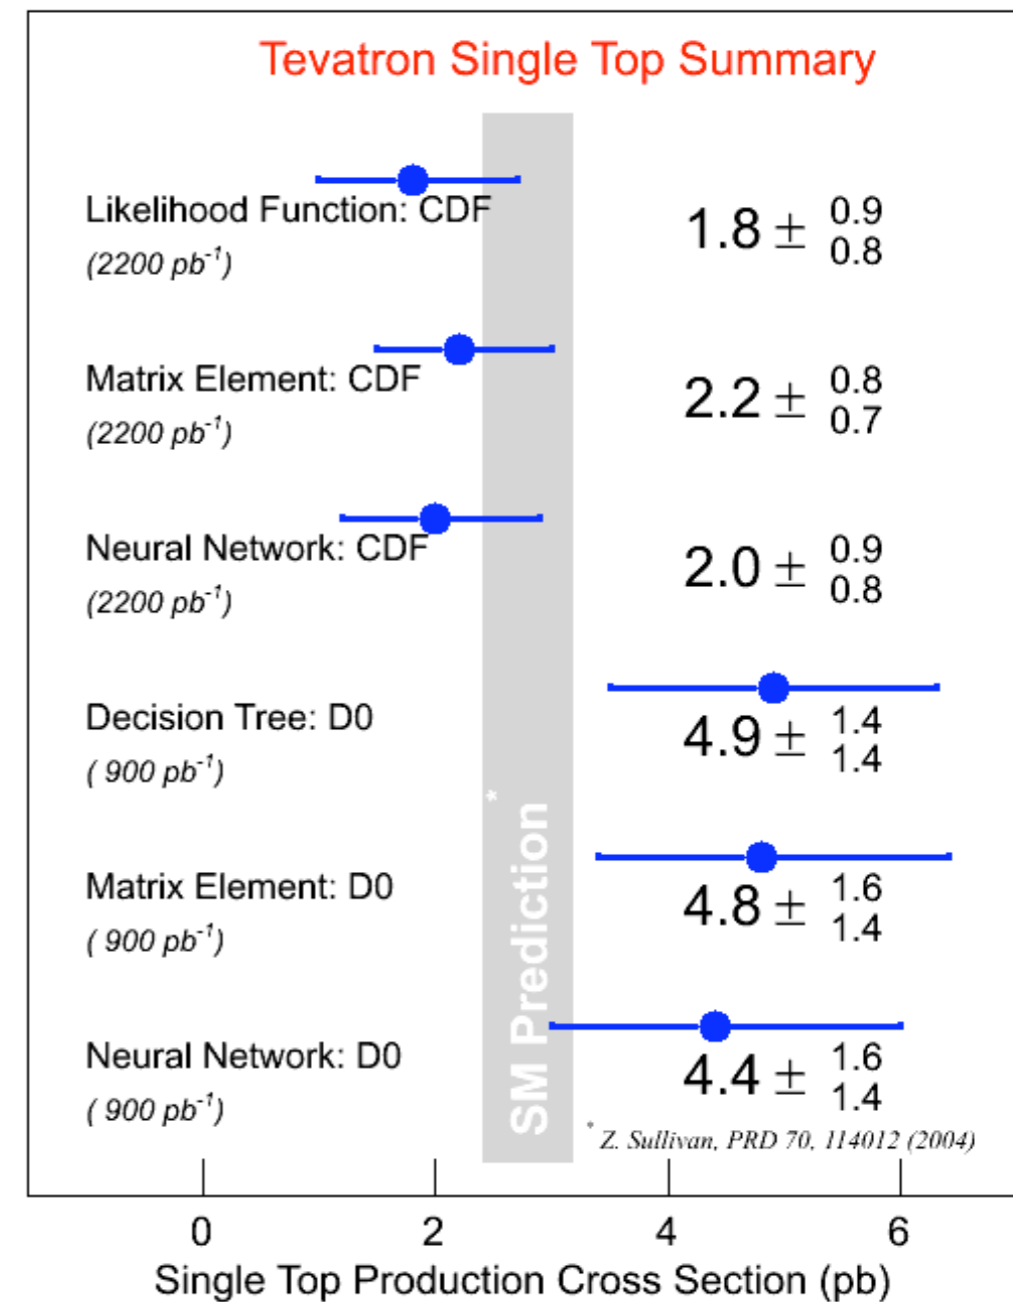 Tevatron Single Top Summary
Likelihood Function: CDF
(2200 pb⁻¹)
1.8 ± 0.9 0.8
Matrix Element: CDF
(2200 pb⁻¹)
2.2 ± 0.8 0.7
Neural Network: CDF
(2200 pb⁻¹)
2.0 ± 0.9 0.8
Decision Tree: D0
( 900 pb⁻¹)
4.9 ± 1.4 1.4
Matrix Element: D0
( 900 pb⁻¹)
4.8 ± 1.6 1.4
Neural Network: D0
( 900 pb⁻¹)
4.4 ± 1.6 1.4
SM Prediction*
* Z. Sullivan, PRD 70, 114012 (2004)
0 2 4 6
Single Top Production Cross Section (pb)